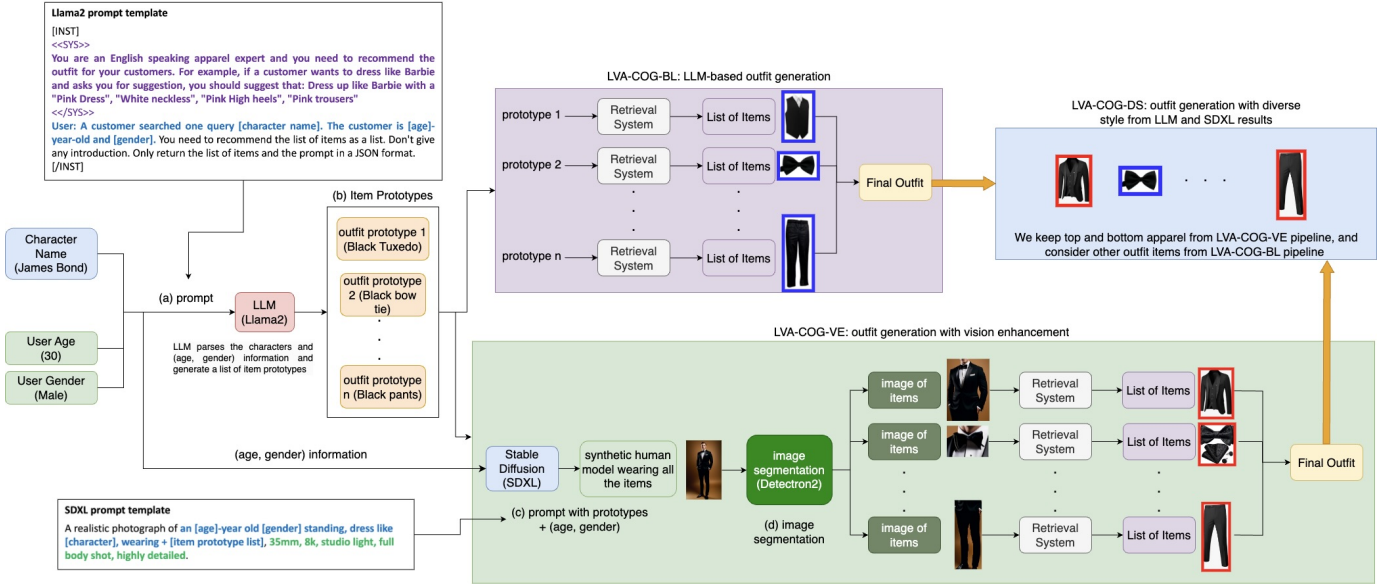 Llama2 prompt template
[INST]
<<SYS>>
You are an English speaking apparel expert and you need to recommend the
outfit for your customers. For example, if a customer wants to dress like Barbie
and asks you for suggestion, you should suggest that: Dress up like Barbie with a
"Pink Dress", "White neckless", "Pink High heels", "Pink trousers"
<</SYS>>
User: A customer searched one query [character name]. The customer is [age]-
year-old and [gender]. You need to recommend the list of items as a list. Don't give
any introduction. Only return the list of items and the prompt in a JSON format.
[/INST]
Character
Name
(James Bond)
User Age
(30)
User Gender
(Male)
(a) prompt
LLM
(Llama2)
LLM parses the characters and
(age, gender) information and
generate a list of item prototypes
(b) Item Prototypes
outfit prototype 1
(Black Tuxedo)
outfit prototype
2 (Black bow
tie)
outfit prototype
n (Black pants)
(age, gender) information
LVA-COG-BL: LLM-based outfit generation
prototype 1
Retrieval
System
List of Items
prototype 2
Retrieval
System
List of Items
prototype n
Retrieval
System
List of Items
Final Outfit
LVA-COG-DS: outfit generation with diverse
style from LLM and SDXL results
We keep top and bottom apparel from LVA-COG-VE pipeline, and
consider other outfit items from LVA-COG-BL pipeline
LVA-COG-VE: outfit generation with vision enhancement
Stable
Diffusion
(SDXL)
synthetic human
model wearing all
the items
(c) prompt with prototypes
+ (age, gender)
image
segmentation
(Detectron2)
(d) image
segmentation
image of
items
Retrieval
System
List of Items
image of
items
Retrieval
System
List of Items
image of
items
Retrieval
System
List of Items
Final Outfit
SDXL prompt template
A realistic photograph of an [age]-year old [gender] standing, dress like
[character], wearing + [item prototype list], 35mm, 8k, studio light, full
body shot, highly detailed.